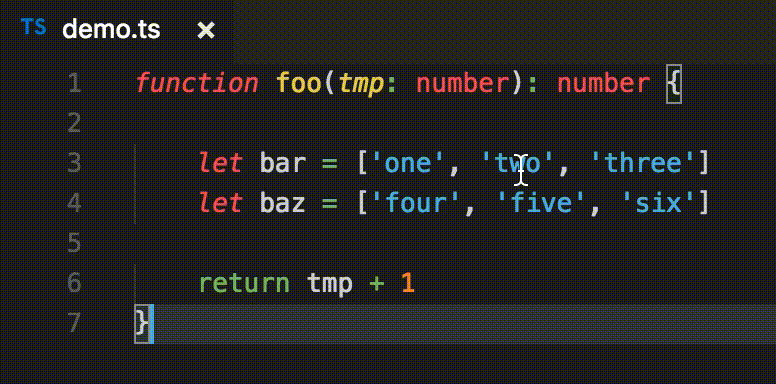 TS demo.ts ×
1 function foo(tmp: number): number {
2
3 let bar = ['one', 'two', 'three']
4 let baz = ['four', 'five', 'six']
5
6 return tmp + 1
7 }